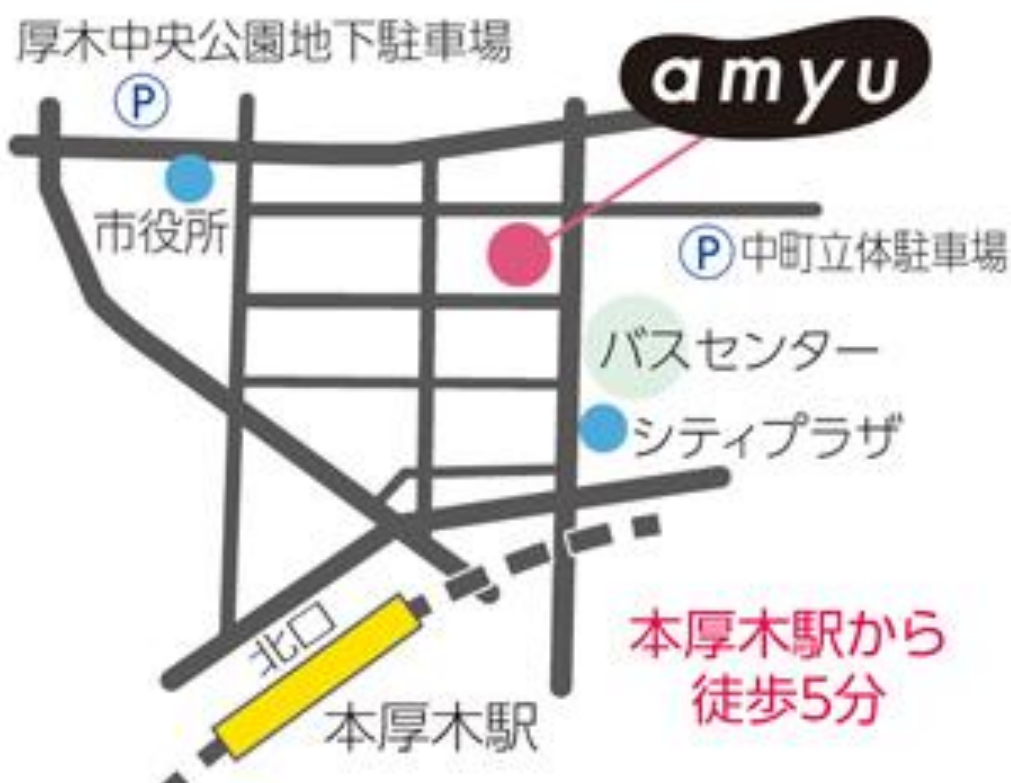 厚木中央公園地下駐車場
P
amyu
市役所
P 中町立体駐車場
バスセンター
シティプラザ
北口
本厚木駅
本厚木駅から
徒歩5分